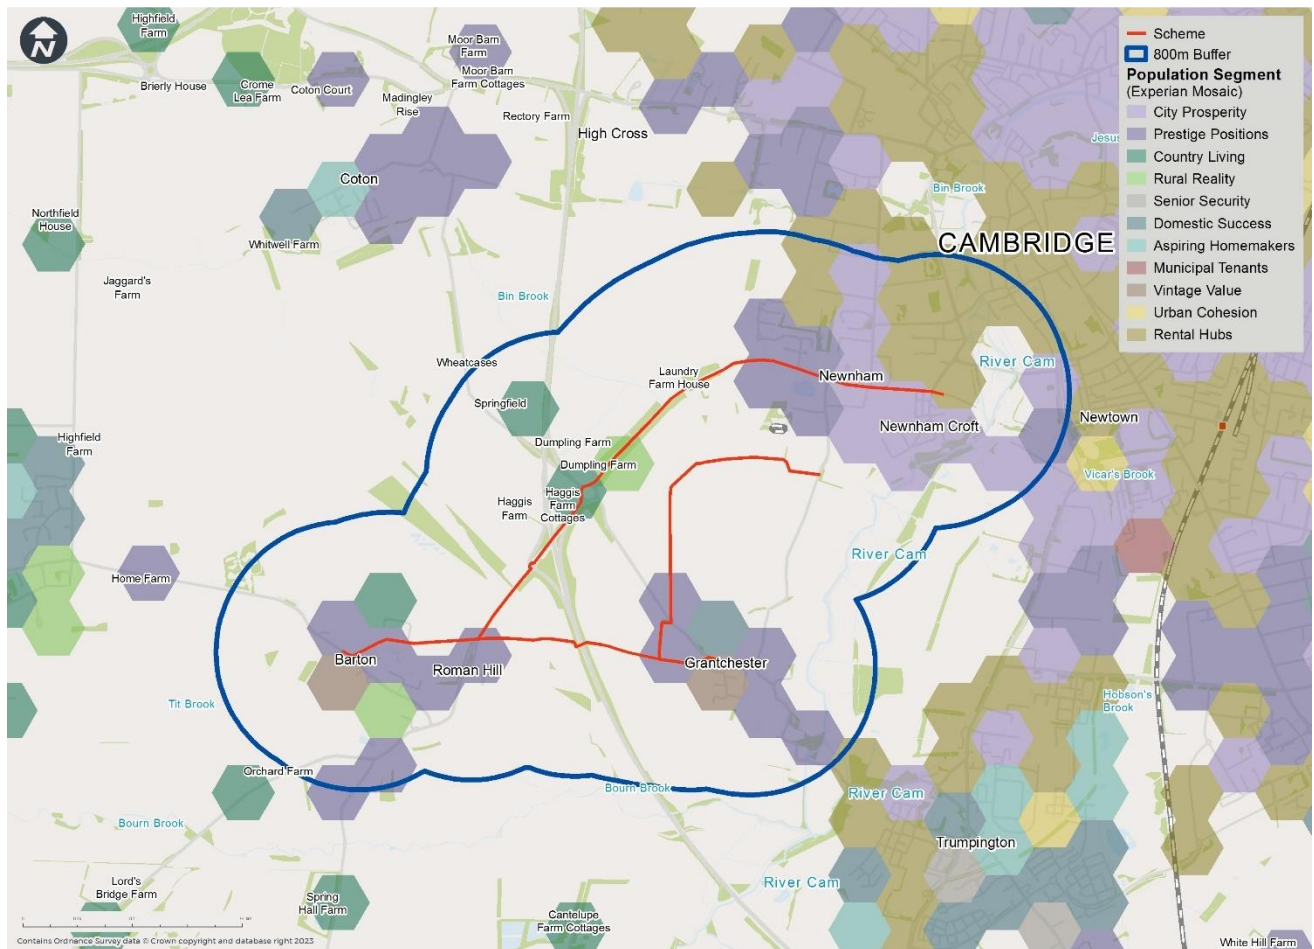 N
Highfield
Farm
Brierly House
Crome
Lea Farm
Coton Court
Moor Barn
Farm
Moor Barn
Farm Cottages
Madingley
Rise
Rectory Farm
High Cross
Coton
Northfield
House
Whitwell Farm
Jaggard's
Farm
Bin Brook
Bin Brook
CAMBRIDGE
Wheatcases
Springfield
Laundry
Farm House
Newnham
River Cam
Newnham Croft
Newtown
Vicar's Brook
Highfield
Farm
Dumpling Farm
Dumpling Farm
Haggis
Farm
Cottages
Haggis
Farm
River Cam
Home Farm
Barton
Roman Hill
Grantchester
Tit Brook
Hobson's
Brook
Orchard Farm
Bourn Brook
Bourn Brook
River Cam
Trumpington
Lord's
Bridge Farm
Spring
Hall Farm
Cantelupe
Farm Cottages
River Cam
White Hill Farm
Scheme
800m Buffer
Population Segment
(Experian Mosaic)
City Prosperity
Prestige Positions
Country Living
Rural Reality
Senior Security
Domestic Success
Aspiring Homemakers
Municipal Tenants
Vintage Value
Urban Cohesion
Rental Hubs
Contains Ordnance Survey data © Crown copyright and database right 2023